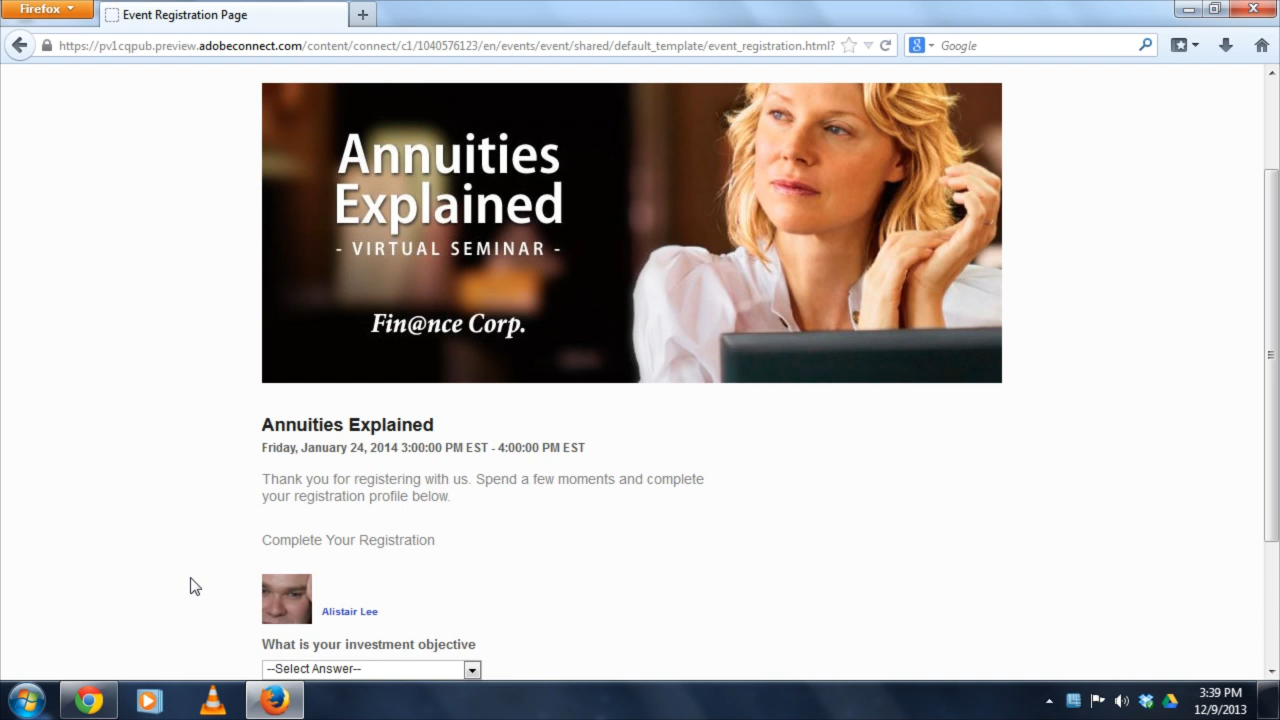 Firefox
Event Registration Page
https://pv1cqpub.preview.adobeconnect.com/content/connect/c1/1040576123/en/events/event/shared/default_template/event_registration.html?
Google
Annuities
Explained
- VIRTUAL SEMINAR -
Fin@nce Corp.
Annuities Explained
Friday, January 24, 2014 3:00:00 PM EST - 4:00:00 PM EST
Thank you for registering with us. Spend a few moments and complete
your registration profile below.
Complete Your Registration
Alistair Lee
What is your investment objective
--Select Answer--
3:39 PM
12/9/2013